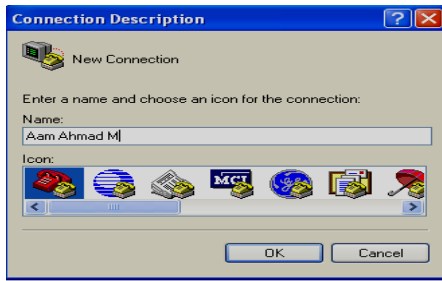 Connection Description
New Connection
Enter a name and choose an icon for the connection:
Name:
Aam Ahmad M
Icon:
MCI
OK Cancel